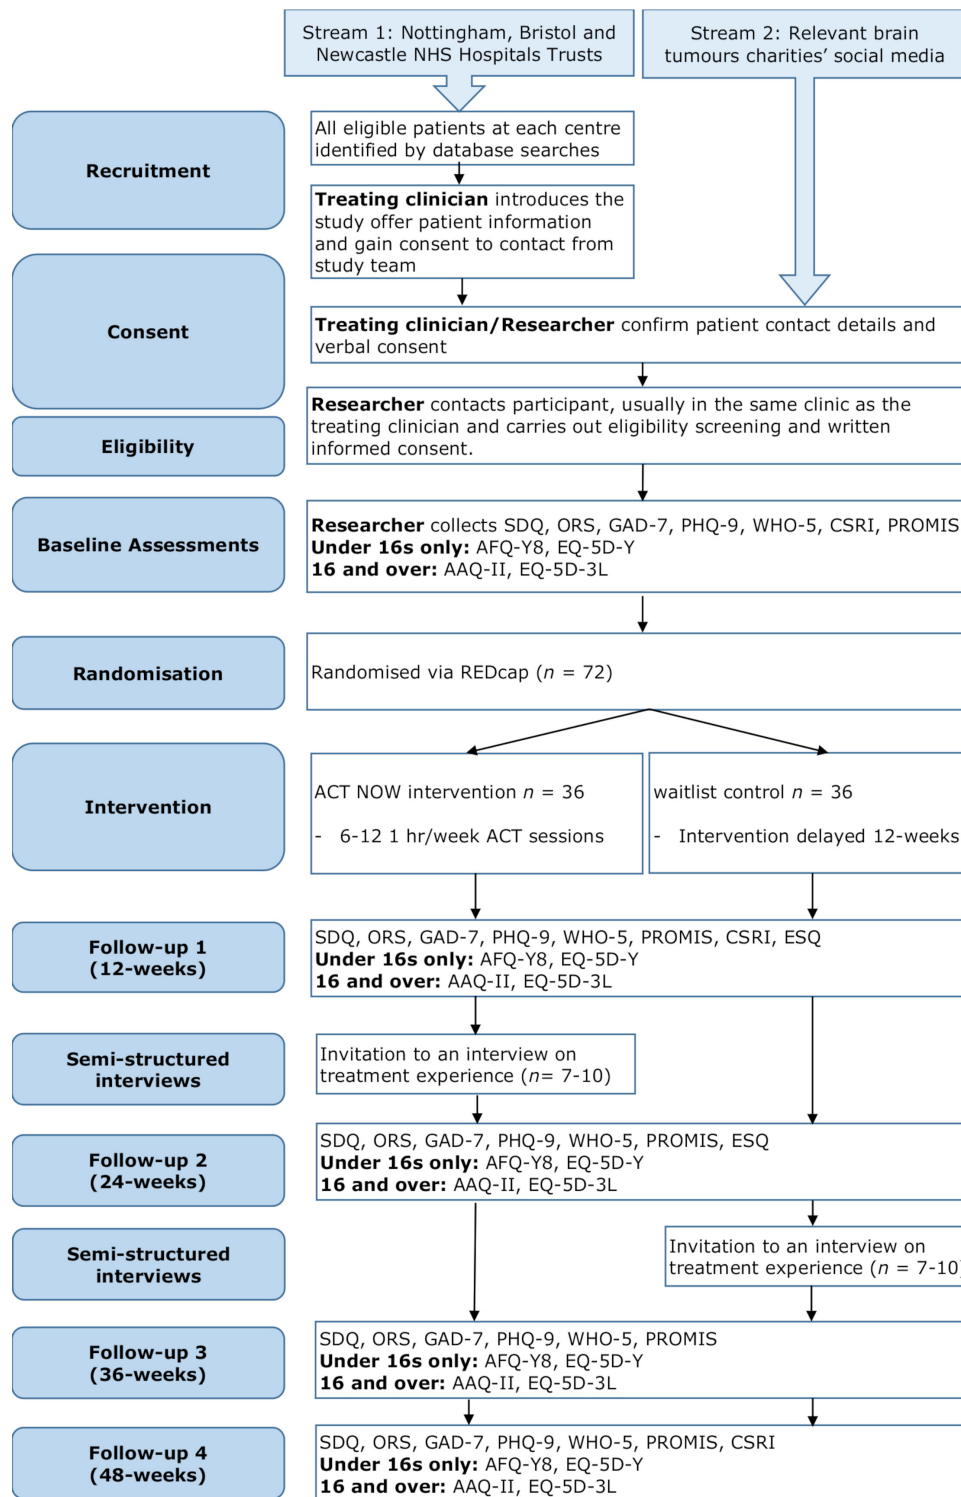 Stream 1: Nottingham, Bristol and
Newcastle NHS Hospitals Trusts
Stream 2: Relevant brain
tumours charities’ social media
Recruitment
All eligible patients at each centre
identified by database searches
Treating clinician introduces the
study offer patient information
and gain consent to contact from
study team
Consent
Treating clinician/Researcher confirm patient contact details and
verbal consent
Researcher contacts participant, usually in the same clinic as the
treating clinician and carries out eligibility screening and written
informed consent.
Eligibility
Baseline Assessments
Researcher collects SDQ, ORS, GAD-7, PHQ-9, WHO-5, CSRI, PROMIS
Under 16s only: AFQ-Y8, EQ-5D-Y
16 and over: AAQ-II, EQ-5D-3L
Randomisation
Randomised via REDcap (n = 72)
Intervention
ACT NOW intervention n = 36
- 6-12 1 hr/week ACT sessions
waitlist control n = 36
- Intervention delayed 12-weeks
Follow-up 1
(12-weeks)
SDQ, ORS, GAD-7, PHQ-9, WHO-5, PROMIS, CSRI, ESQ
Under 16s only: AFQ-Y8, EQ-5D-Y
16 and over: AAQ-II, EQ-5D-3L
Semi-structured
interviews
Invitation to an interview on
treatment experience (n= 7-10)
Follow-up 2
(24-weeks)
SDQ, ORS, GAD-7, PHQ-9, WHO-5, PROMIS, ESQ
Under 16s only: AFQ-Y8, EQ-5D-Y
16 and over: AAQ-II, EQ-5D-3L
Semi-structured
interviews
Invitation to an interview on
treatment experience (n = 7-10)
Follow-up 3
(36-weeks)
SDQ, ORS, GAD-7, PHQ-9, WHO-5, PROMIS
Under 16s only: AFQ-Y8, EQ-5D-Y
16 and over: AAQ-II, EQ-5D-3L
Follow-up 4
(48-weeks)
SDQ, ORS, GAD-7, PHQ-9, WHO-5, PROMIS, CSRI
Under 16s only: AFQ-Y8, EQ-5D-Y
16 and over: AAQ-II, EQ-5D-3L